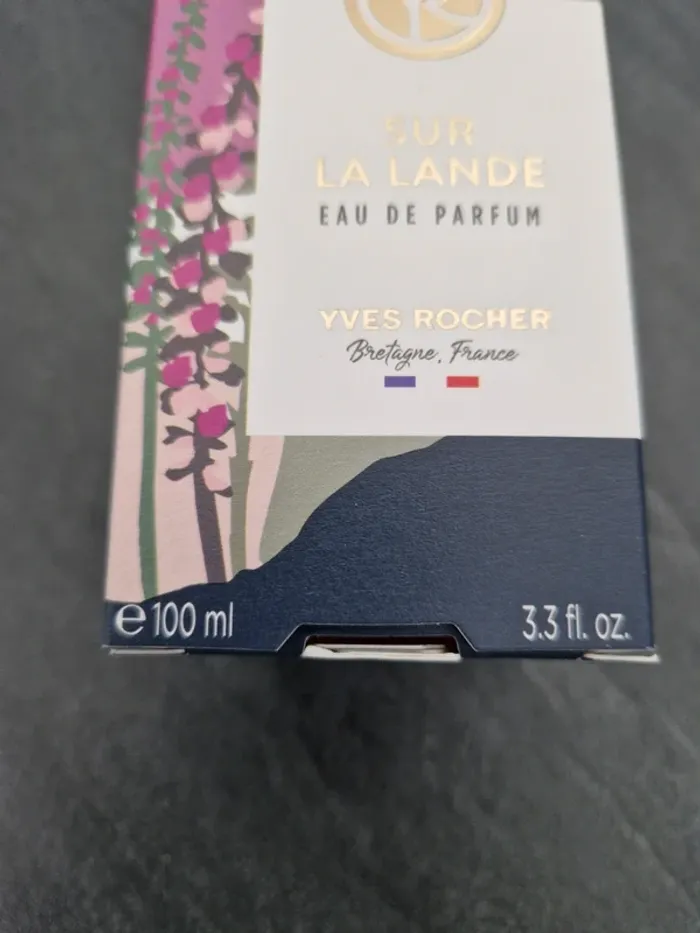 SUR
LA LANDE
EAU DE PARFUM
YVES ROCHER
Bretagne, France
℮ 100 ml
3.3 fl. oz.